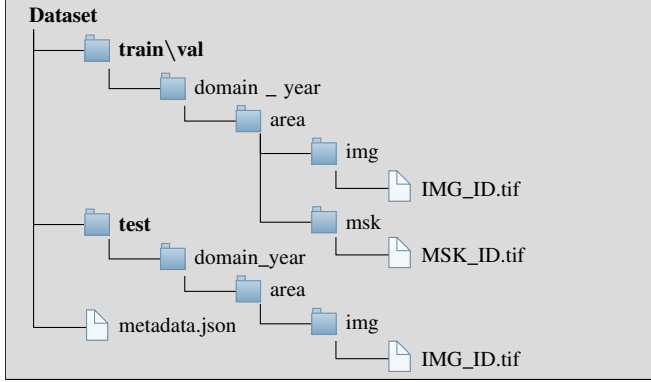 Dataset
train\val
domain _ year
area
img
IMG_ID.tif
msk
test
MSK_ID.tif
domain_year
area
metadata.json
img
IMG_ID.tif